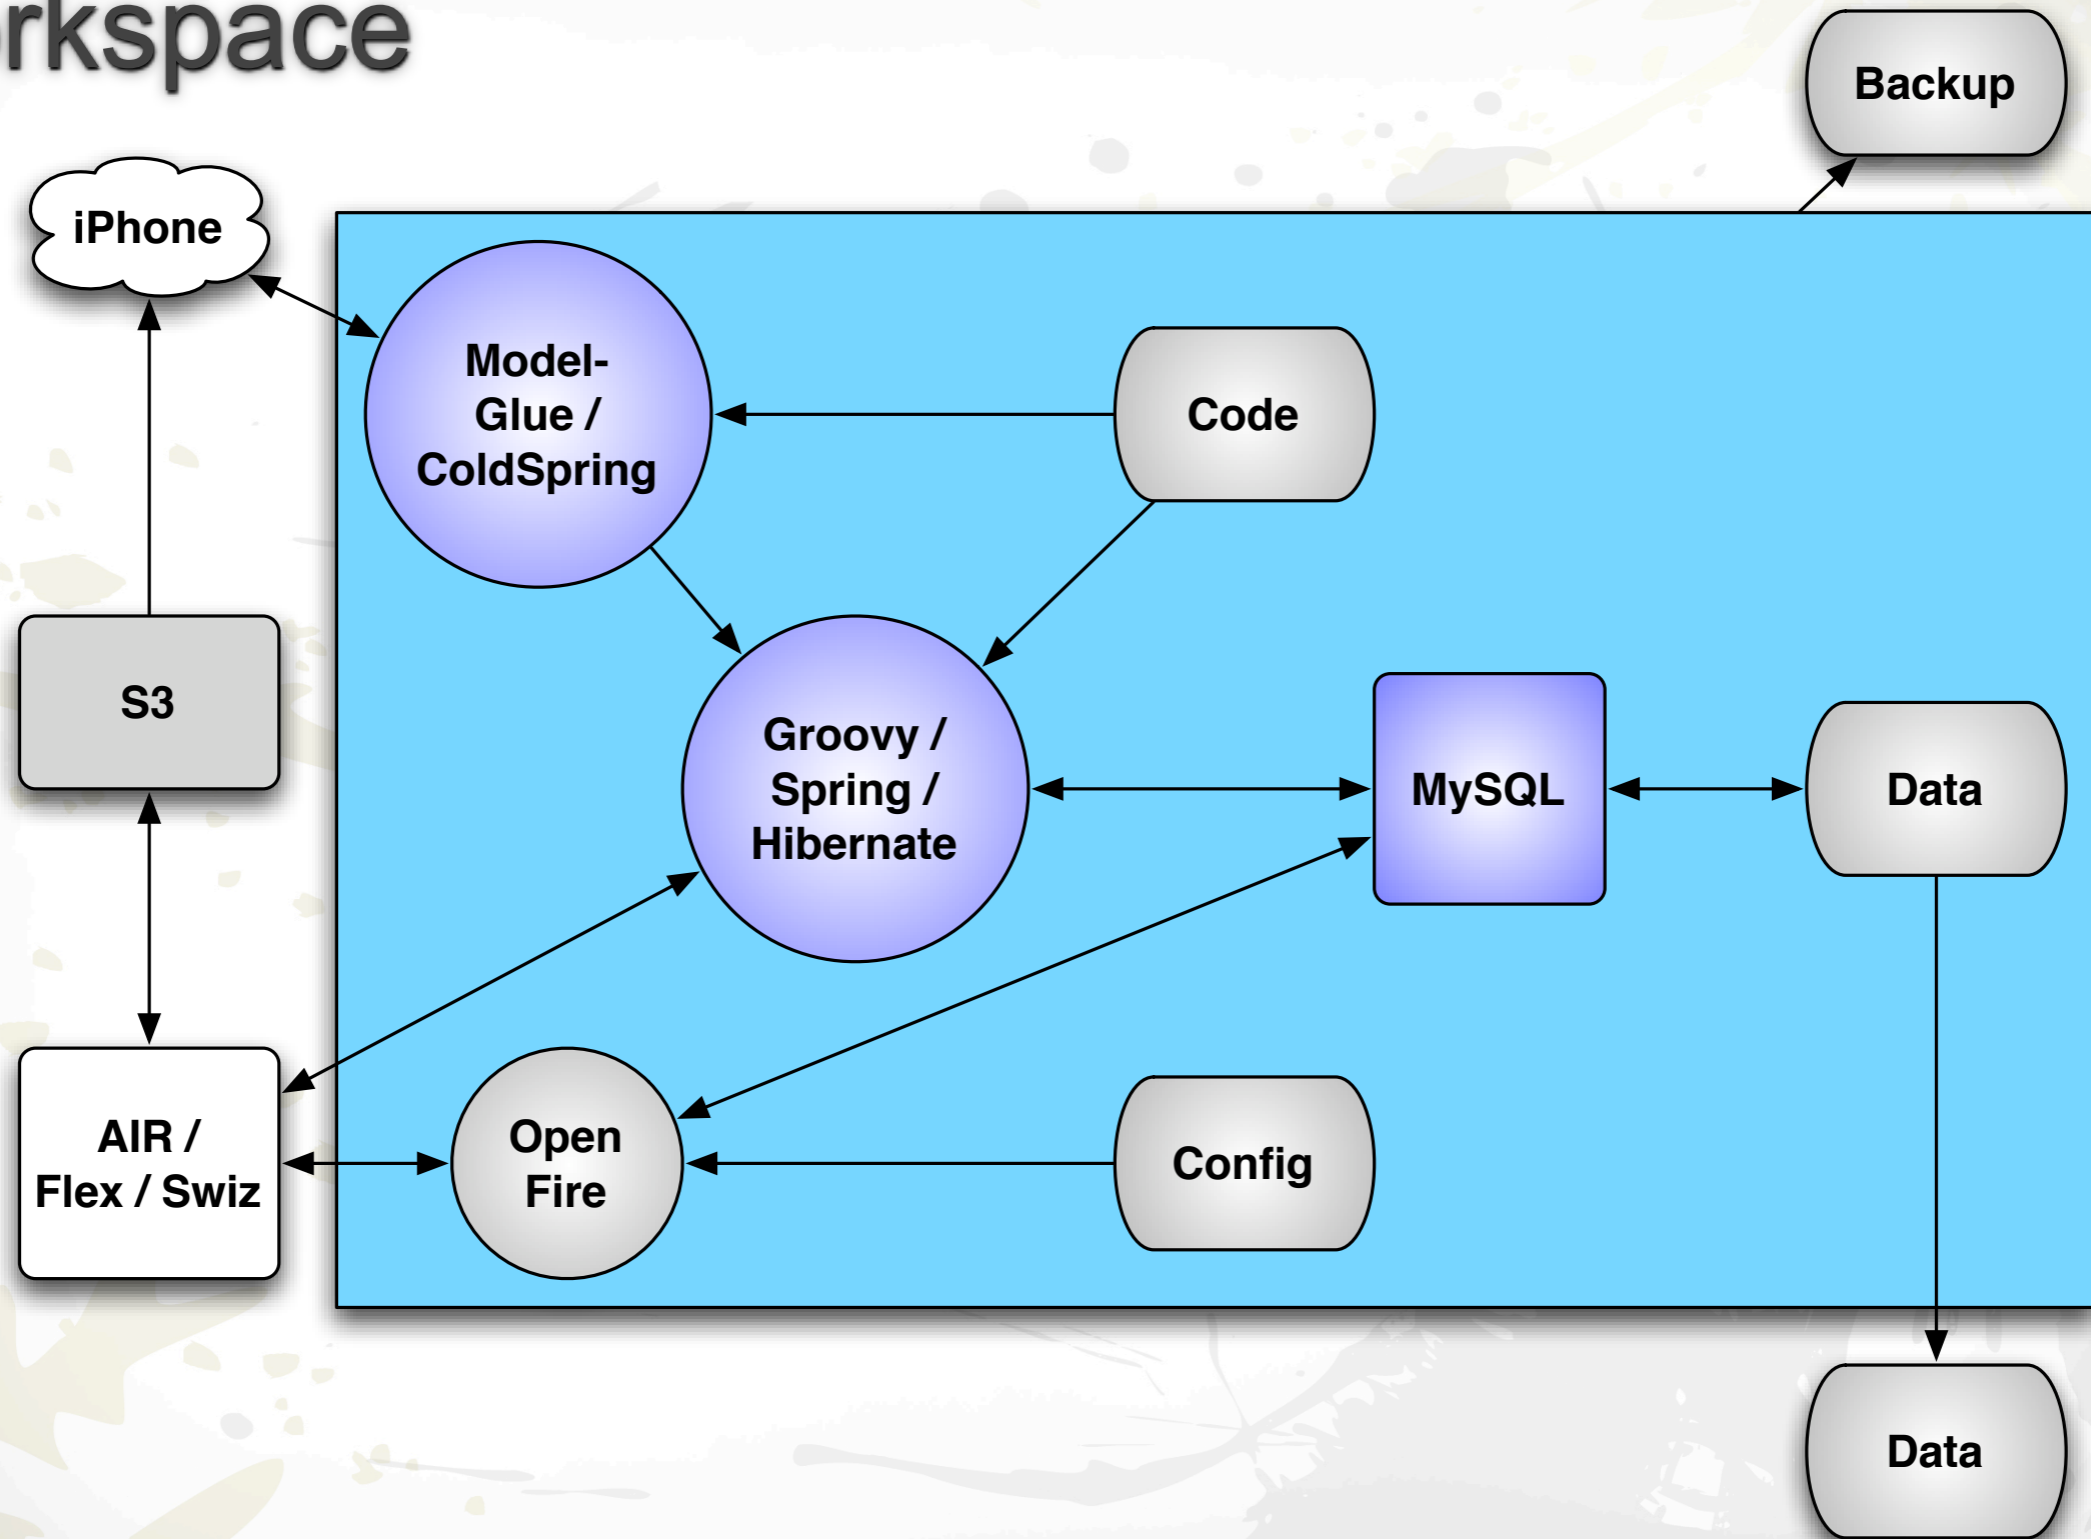 rkspace
Backup
iPhone
Model-
Glue /
ColdSpring
Code
S3
Groovy /
Spring /
Hibernate
MySQL
Data
AIR /
Flex / Swiz
Open
Fire
Config
Data